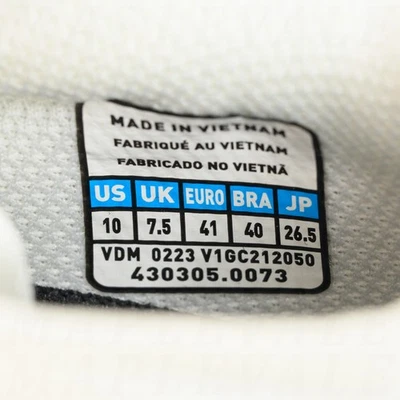 MADE IN VIETNAM
FABRIQUÉ AU VIETNAM
FABRICADO NO VIETNÃ
US UK EURO BRA JP
10 7.5 41 40 26.5
VDM 0223 V1GC212050
430305.0073